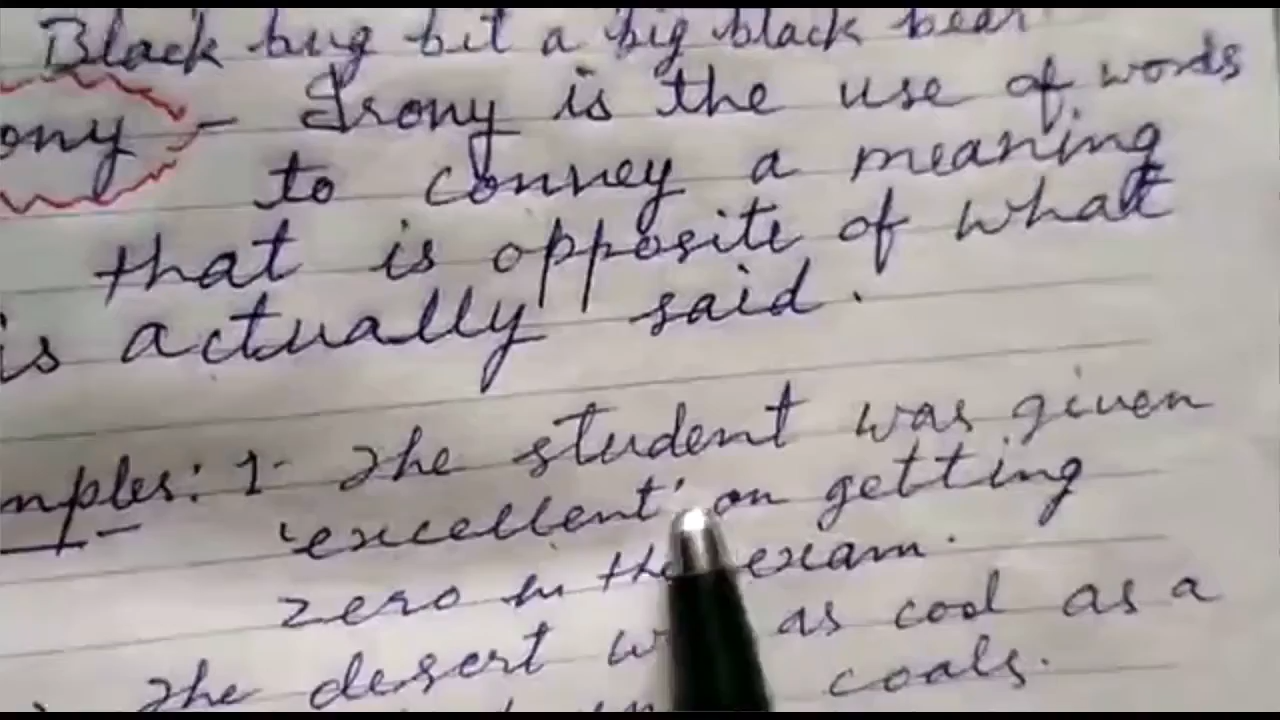 Black bug bit a big black bear
ony - Irony is the use of words
to convey a meaning
that is opposite of what
is actually said.
mples: 1- The student was given
'excellent' on getting
zero in the exam.
The desert as cool as a
coals.